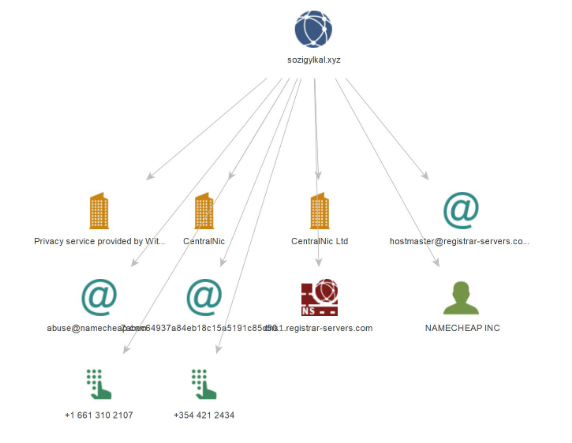 sozigylkal.xyz
Privacy service provided by Wit...
CentralNic
CentralNic Ltd
hostmaster@registrar-servers.co...
NS
abuse@namecheap.com
dns1.registrar-servers.com
NAMECHEAP INC
+1 661 310 2107
+354 421 2434